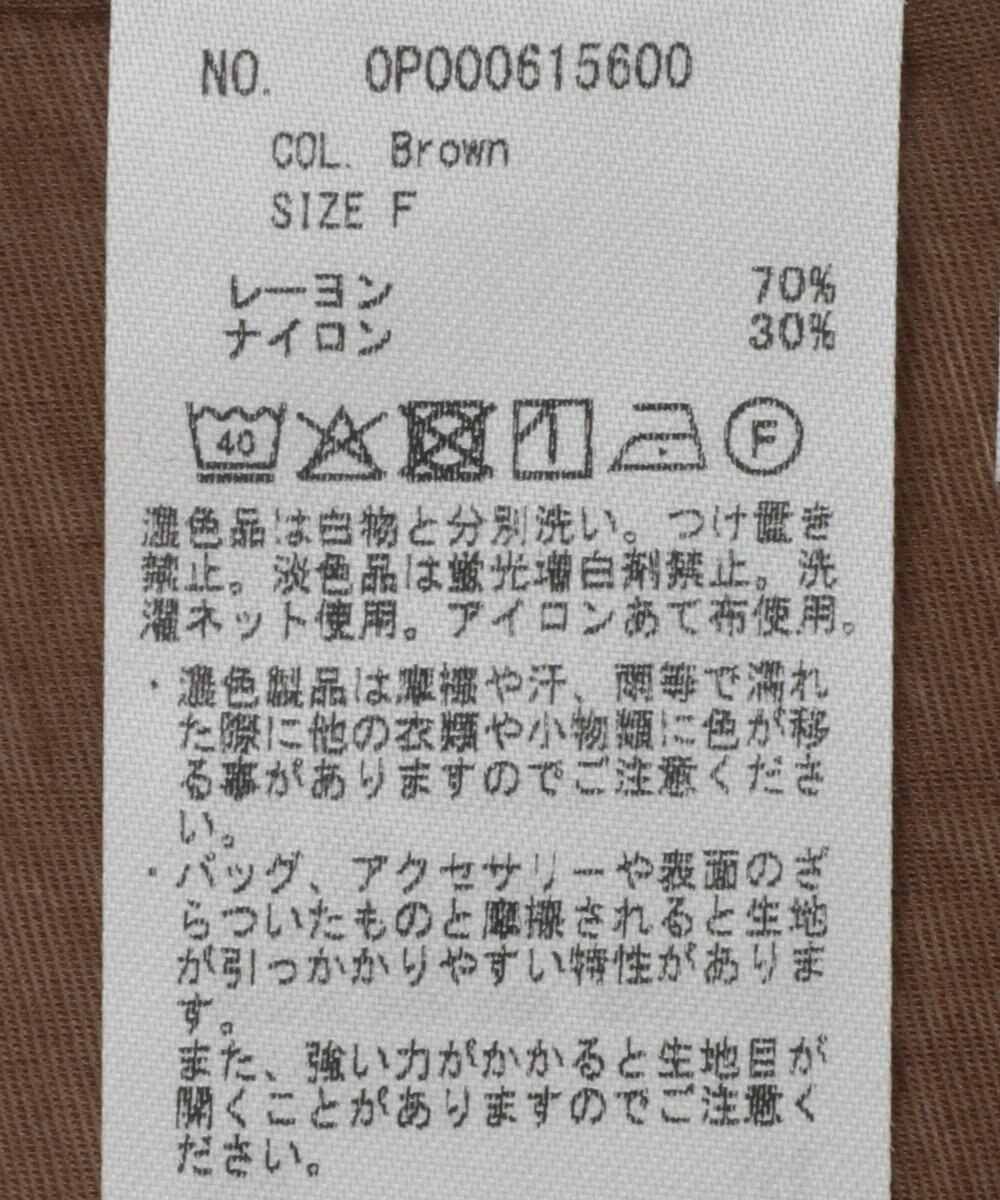 NO. OP000615600
COL. Brown
SIZE F
レーヨン 70%
ナイロン 30%
40 F
濃色品は白物と分別洗い。つけ置き
禁止。淡色品は蛍光増白剤禁止。洗
濯ネット使用。アイロンあて布使用。
・濃色製品は摩擦や汗、雨等で濡れ
た際に他の衣類や小物類に色が移
る事がありますのでご注意くださ
い。
・バッグ、アクセサリーや表面のざ
らついたものと摩擦されると生地
が引っかかりやすい特性がありま
す。
また、強い力がかかると生地目が
開くことがありますのでご注意く
ださい。